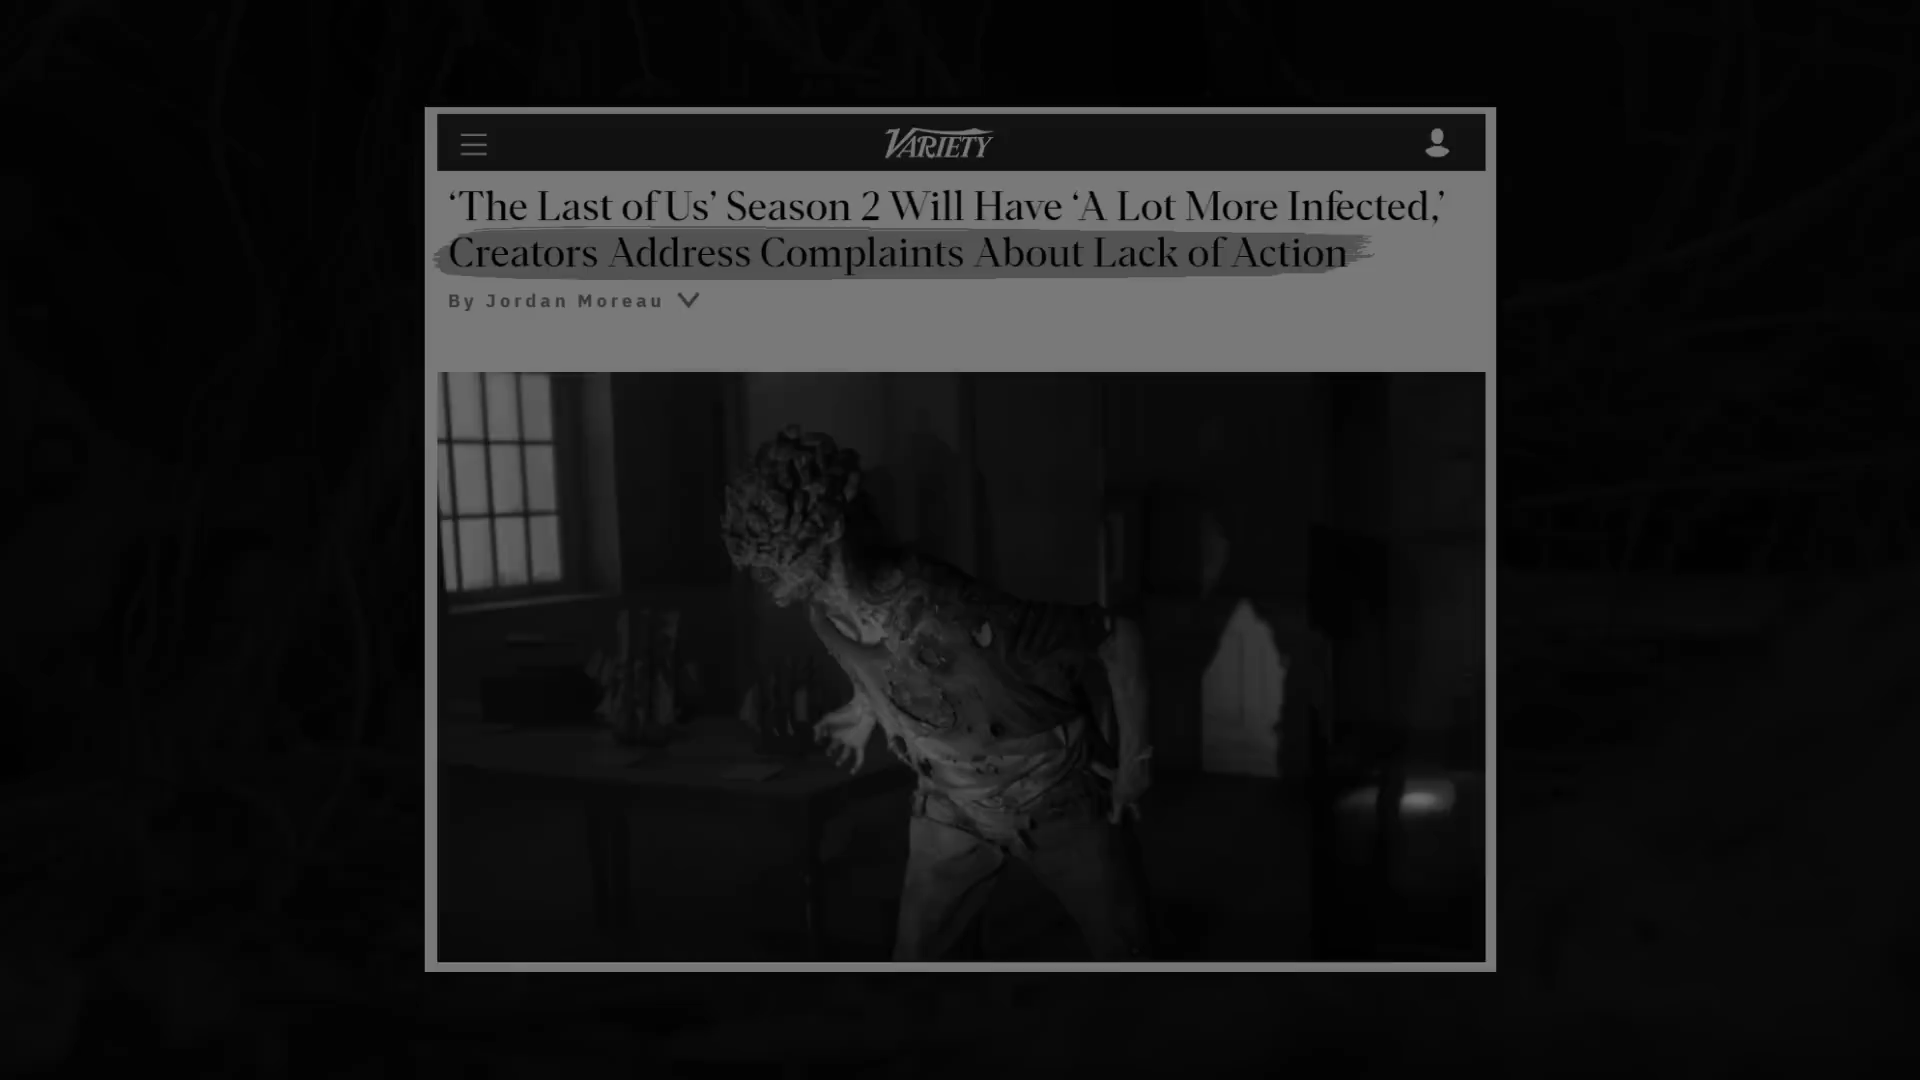 VARIETY
‘The Last of Us’ Season 2 Will Have ‘A Lot More Infected,’
Creators Address Complaints About Lack of Action
By Jordan Moreau